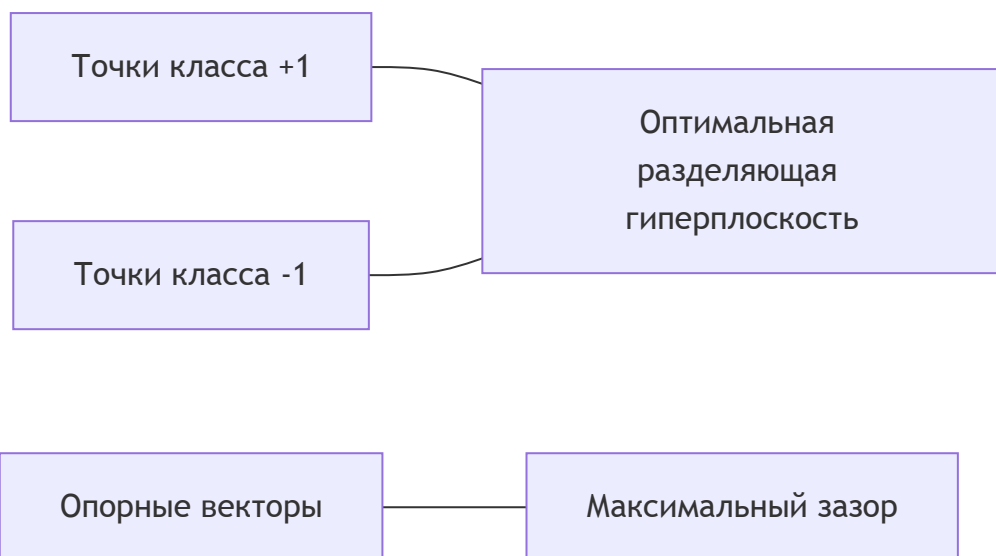 Точки класса +1
Оптимальная
разделяющая
гиперплоскость
Точки класса -1
Опорные векторы
Максимальный зазор